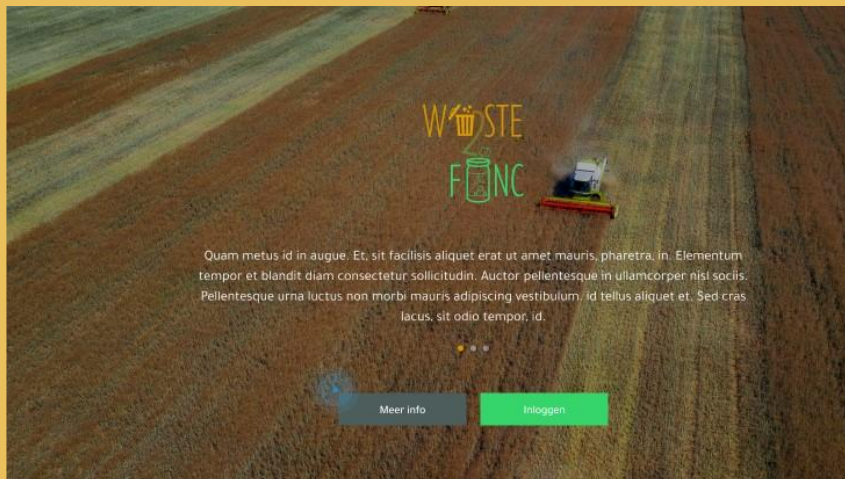 WASTE
2
FUNC
Quam metus id in augue. Et, sit facilisis aliquet erat ut amet mauris, pharetra, in. Elementum
tempor et blandit diam consectetur sollicitudin. Auctor pellentesque in ullamcorper nisl sociis.
Pellentesque urna luctus non morbi mauris adipiscing vestibulum, id tellus aliquet et. Sed cras
lacus, sit odio tempor, id.
Meer info
Inloggen